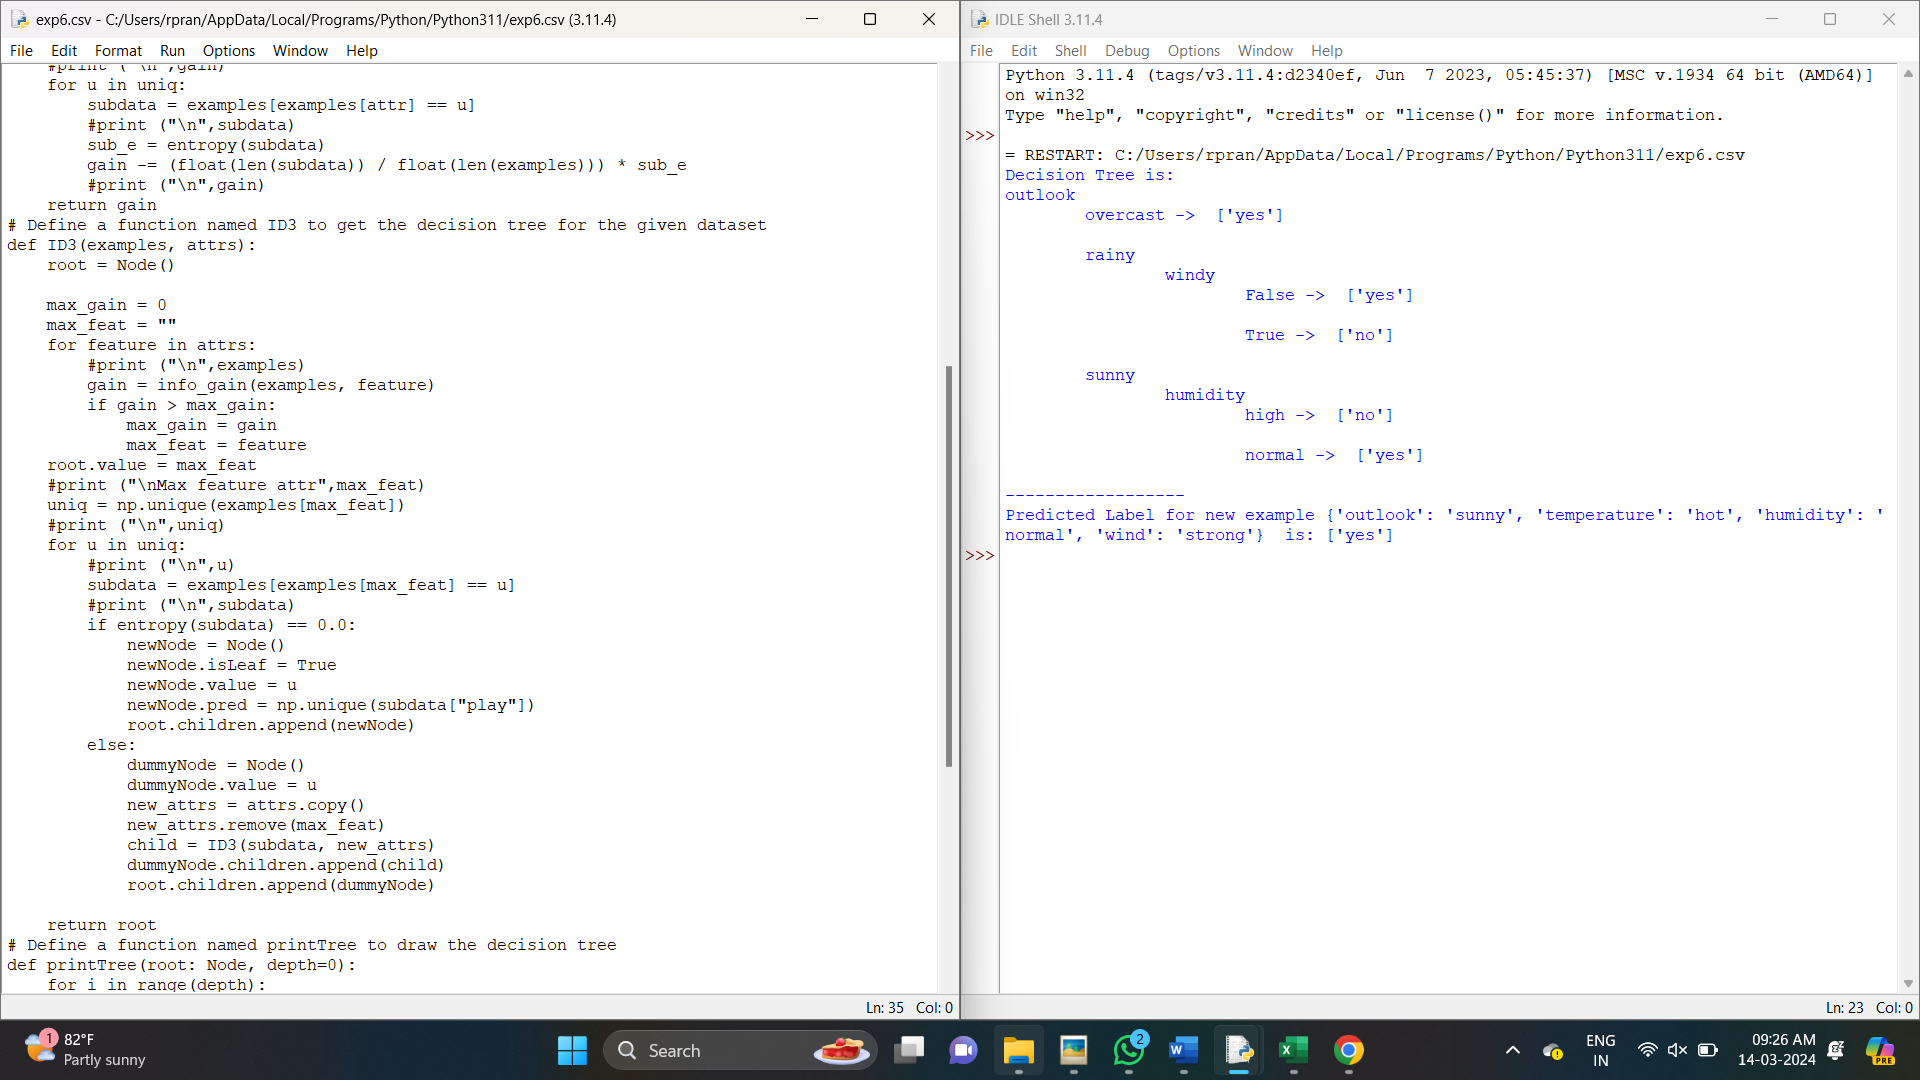 exp6.csv - C:/Users/rpran/AppData/Local/Programs/Python/Python311/exp6.csv (3.11.4)
File Edit Format Run Options Window Help
#print ("\n",gain)
    for u in uniq:
        subdata = examples[examples[attr] == u]
        #print ("\n",subdata)
        sub_e = entropy(subdata)
        gain -= (float(len(subdata)) / float(len(examples))) * sub_e
        #print ("\n",gain)
    return gain
# Define a function named ID3 to get the decision tree for the given dataset
def ID3(examples, attrs):
    root = Node()
    max_gain = 0
    max_feat = ""
    for feature in attrs:
        #print ("\n",examples)
        gain = info_gain(examples, feature)
        if gain > max_gain:
            max_gain = gain
            max_feat = feature
    root.value = max_feat
    #print ("\nMax feature attr",max_feat)
    uniq = np.unique(examples[max_feat])
    #print ("\n",uniq)
    for u in uniq:
        #print ("\n",u)
        subdata = examples[examples[max_feat] == u]
        #print ("\n",subdata)
        if entropy(subdata) == 0.0:
            newNode = Node()
            newNode.isLeaf = True
            newNode.value = u
            newNode.pred = np.unique(subdata["play"])
            root.children.append(newNode)
        else:
            dummyNode = Node()
            dummyNode.value = u
            new_attrs = attrs.copy()
            new_attrs.remove(max_feat)
            child = ID3(subdata, new_attrs)
            dummyNode.children.append(child)
            root.children.append(dummyNode)
    return root
# Define a function named printTree to draw the decision tree
def printTree(root: Node, depth=0):
    for i in range(depth):
Ln: 35 Col: 0
IDLE Shell 3.11.4
File Edit Shell Debug Options Window Help
Python 3.11.4 (tags/v3.11.4:d2340ef, Jun  7 2023, 05:45:37) [MSC v.1934 64 bit (AMD64)]
on win32
Type "help", "copyright", "credits" or "license()" for more information.
>>>
= RESTART: C:/Users/rpran/AppData/Local/Programs/Python/Python311/exp6.csv
Decision Tree is:
outlook
        overcast ->  ['yes']
        rainy
                windy
                        False ->  ['yes']
                        True ->  ['no']
        sunny
                humidity
                        high ->  ['no']
                        normal ->  ['yes']
------------------
Predicted Label for new example {'outlook': 'sunny', 'temperature': 'hot', 'humidity': '
normal', 'wind': 'strong'}  is: ['yes']
>>>
Ln: 23 Col: 0
1
82°F
Partly sunny
Search
2
W
X
PRE
ENG
IN
09:26 AM
14-03-2024